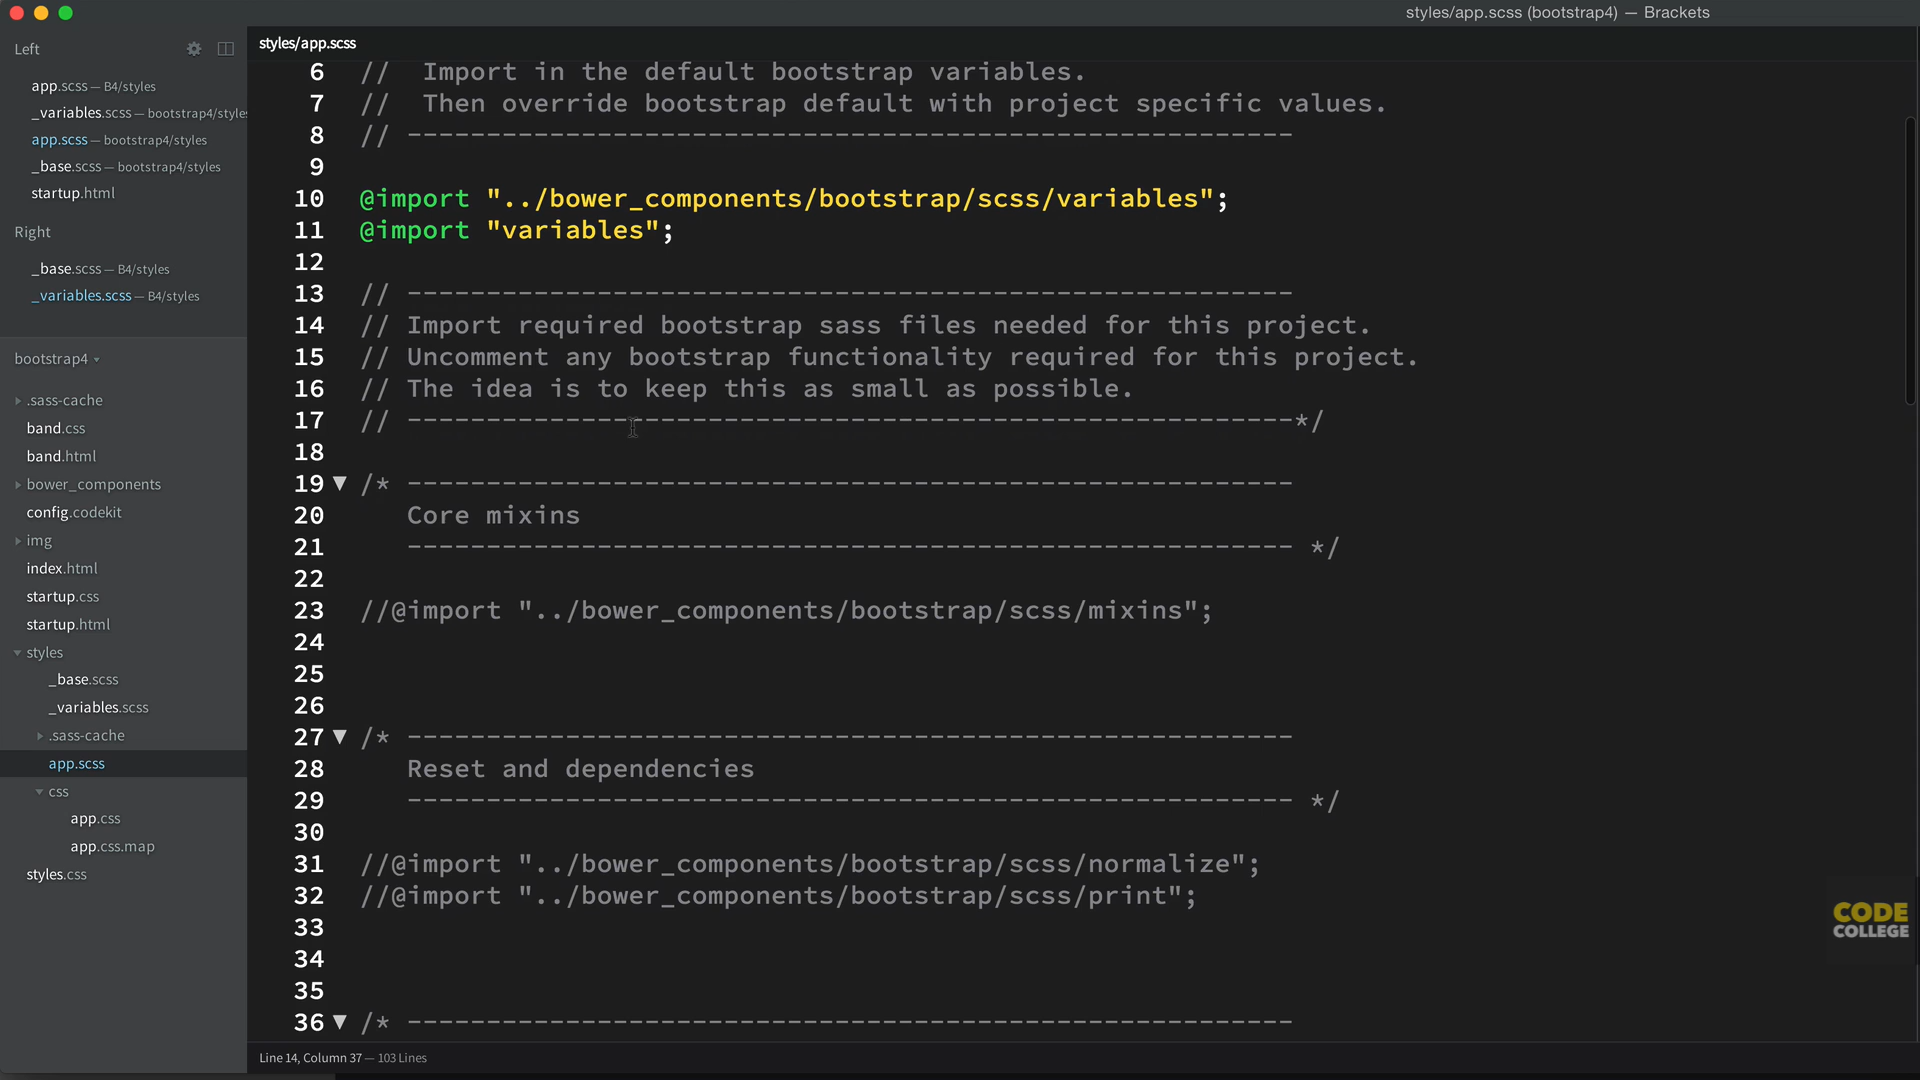 styles/app.scss (bootstrap4) — Brackets
Left
app.scss — B4/styles
_variables.scss — bootstrap4/styles
app.scss — bootstrap4/styles
_base.scss — bootstrap4/styles
startup.html
Right
_base.scss — B4/styles
_variables.scss — B4/styles
bootstrap4
.sass-cache
band.css
band.html
bower_components
config.codekit
img
index.html
startup.css
startup.html
styles
_base.scss
_variables.scss
.sass-cache
app.scss
css
app.css
app.css.map
styles.css
styles/app.scss
6 //  Import in the default bootstrap variables.
7 //  Then override bootstrap default with project specific values.
8 // --------------------------------------------------------
9
10 @import "../bower_components/bootstrap/scss/variables";
11 @import "variables";
12
13 // --------------------------------------------------------
14 // Import required bootstrap sass files needed for this project.
15 // Uncomment any bootstrap functionality required for this project.
16 // The idea is to keep this as small as possible.
17 // --------------------------------------------------------*/
18
19 /* --------------------------------------------------------
20    Core mixins
21    -------------------------------------------------------- */
22
23 //@import "../bower_components/bootstrap/scss/mixins";
24
25
26
27 /* --------------------------------------------------------
28    Reset and dependencies
29    -------------------------------------------------------- */
30
31 //@import "../bower_components/bootstrap/scss/normalize";
32 //@import "../bower_components/bootstrap/scss/print";
33
34
35
36 /* --------------------------------------------------------
CODE
COLLEGE
Line 14, Column 37 — 103 Lines